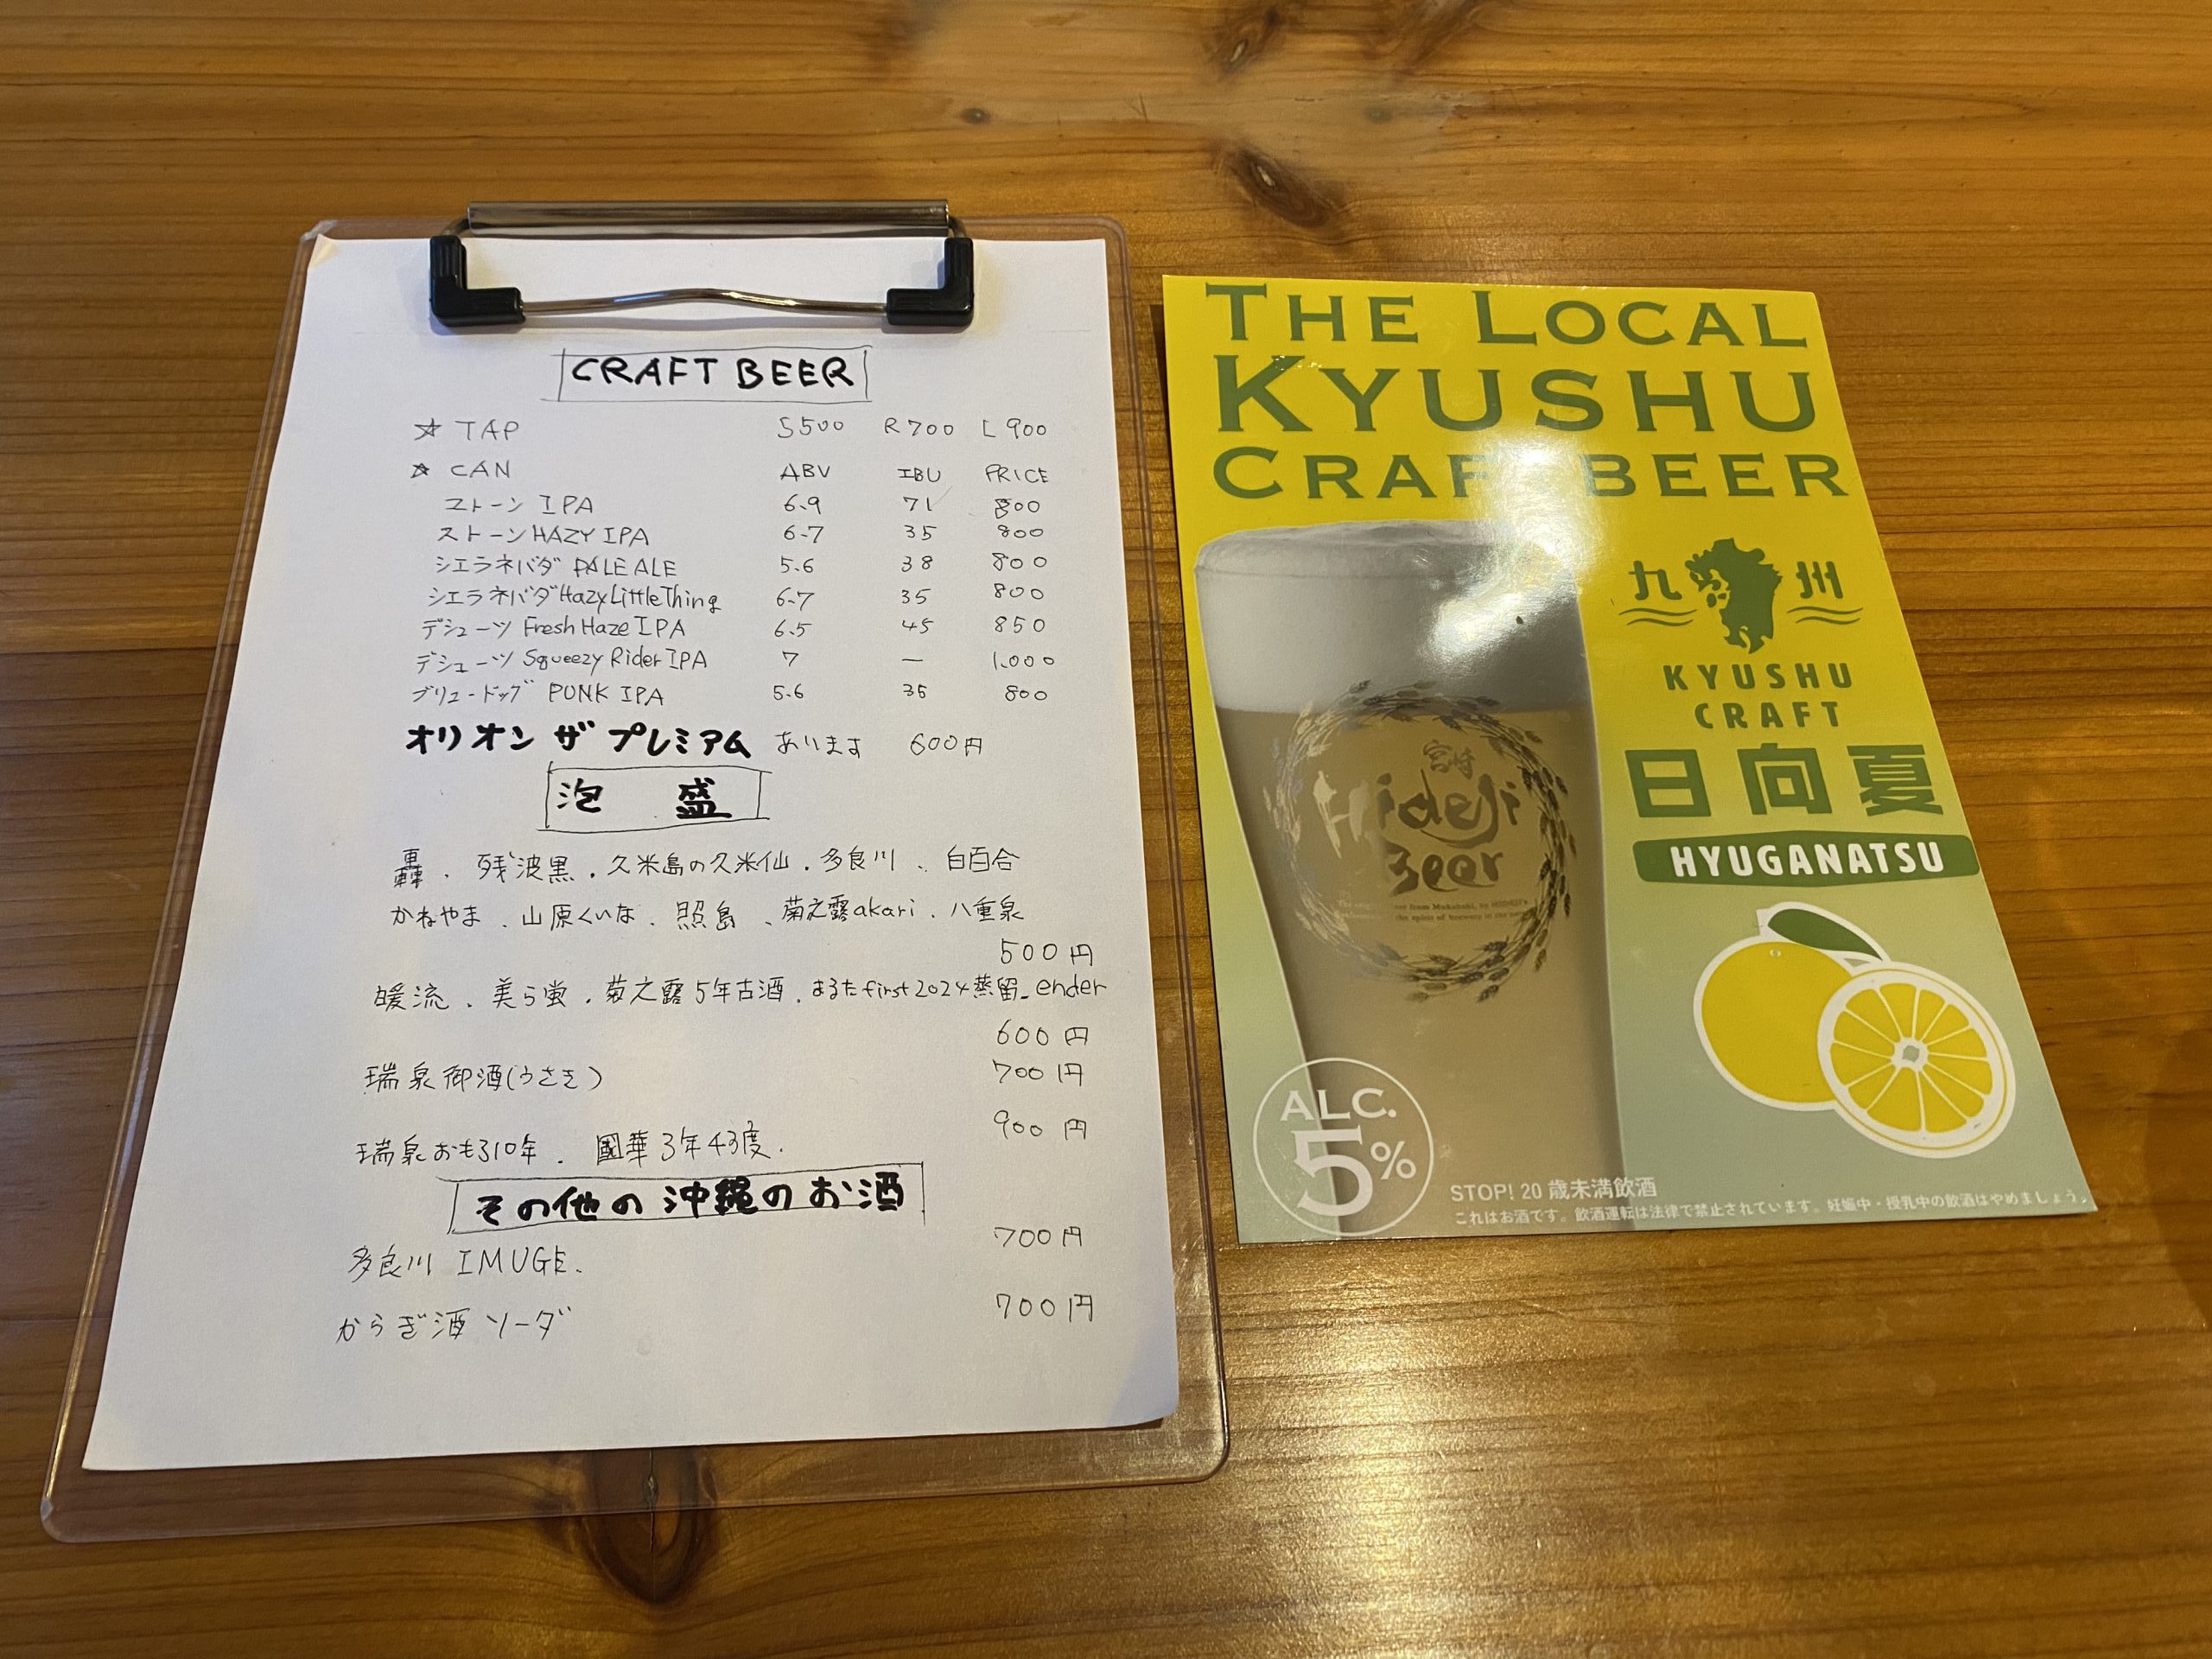 CRAFT BEER
☆ TAP S500 R700 L900
☆ CAN ABV IBU PRICE
ストーン IPA 6.9 71 800
ストーン HAZY IPA 6.7 35 800
シエラネバダ PALE ALE 5.6 38 800
シエラネバダ Hazy Little Thing 6.7 35 800
デシューツ Fresh Haze IPA 6.5 45 850
デシューツ Squeezy Rider IPA 7 — 1.000
ブリュードッグ PUNK IPA 5.6 35 800
オリオン ザ プレミアム あります 600円
泡 盛
轟、残波黒、久米島の久米仙、多良川、白百合
かねやま、山原くいな、照島、菊之露akari、八重泉
500円
暖流、美ら蛍、菊之露5年古酒、はるたfirst2024蒸留_ender
600円
瑞泉御酒(うさき) 700円
900円
瑞泉おもろ10年、國華3年43度.
その他の沖縄のお酒
700円
多良川 IMUGE.
700円
からぎ酒 ソーダ
THE LOCAL
KYUSHU
CRAFT BEER
九州
KYUSHU
CRAFT
日向夏
HYUGANATSU
宮崎
Hideji
Beer
ALC.
5%
STOP! 20 歳未満飲酒
これはお酒です。飲酒運転は法律で禁止されています。妊娠中・授乳中の飲酒はやめましょう。